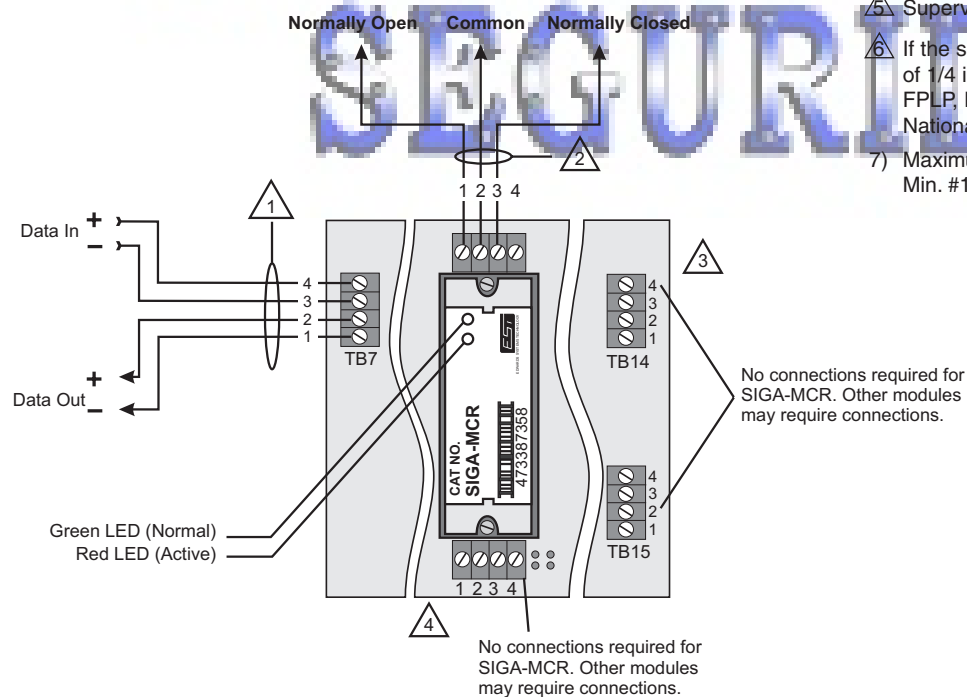 SEGURI
Normally Open Common Normally Closed
5 Superv
6 If the s
of 1/4 i
FPLP,
National
7) Maximu
Min. #1
2
1 2 3 4
1
Data In + −
4
3
2
1
TB7
Data Out + −
3
4
3
2
1
TB14
No connections required for
SIGA-MCR. Other modules
may require connections.
EST
CAT NO.
SIGA-MCR
473387358
Green LED (Normal)
Red LED (Active)
4
3
2
1
TB15
1 2 3 4
4
No connections required for
SIGA-MCR. Other modules
may require connections.